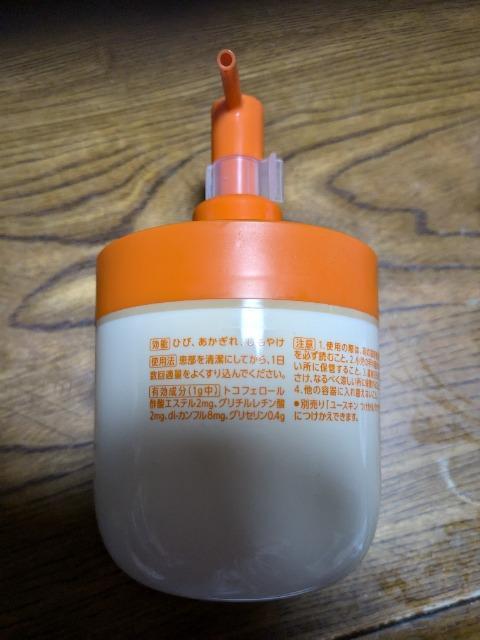 効能 ひび、あかぎれ、しもやけ
使用法 患部を清潔にしてから、1日
数回適量をよくすり込んでください。
有効成分(1g中) トコフェロール
酢酸エステル2mg、グリチルレチン酸
2mg、dl-カンフル8mg、グリセリン0.4g
注意 1. 使用の際は、
を必ず読むこと。2. 小児の
い所に保管すること。3.
さけ、なるべく涼しい所に
4. 他の容器に入れ替えないこと
●別売り「ユースキン
につけかえできます。